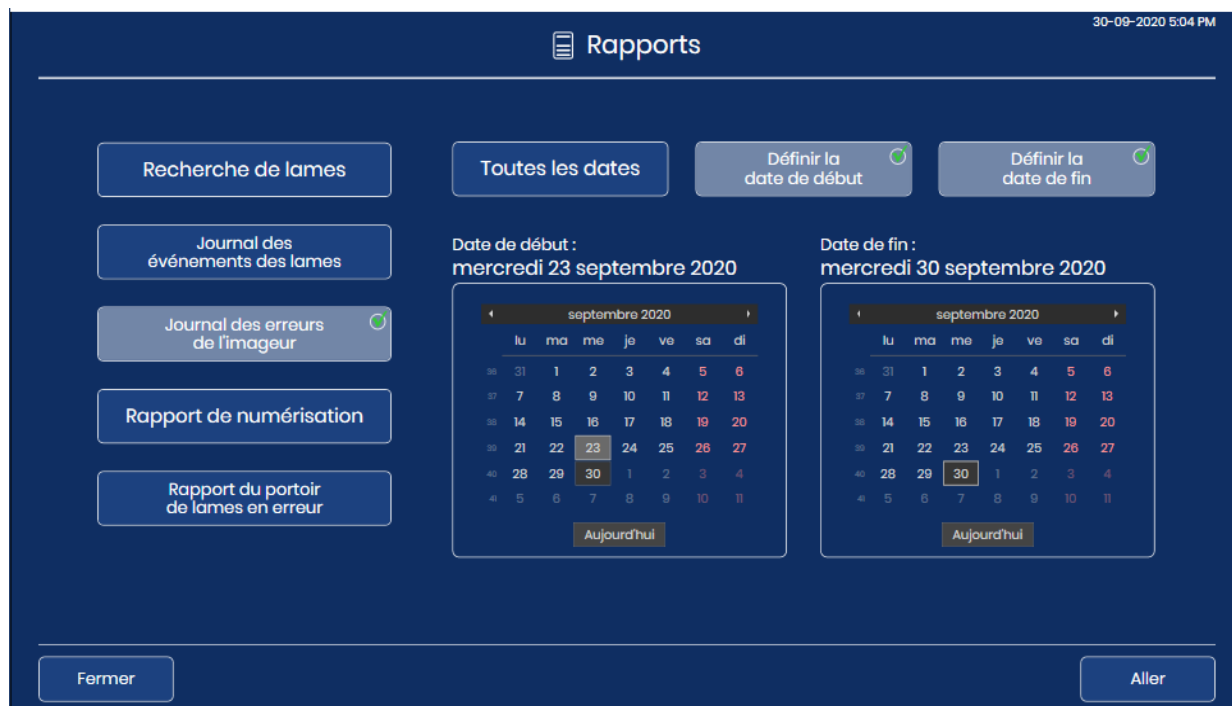 30-09-2020 5:04 PM
Rapports
Recherche de lames
Journal des
événements des lames
Journal des erreurs
de l'imageur
Rapport de numérisation
Rapport du portoir
de lames en erreur
Toutes les dates
Définir la
date de début
Définir la
date de fin
Date de début :
mercredi 23 septembre 2020
septembre 2020
lu ma me je ve sa di
36 31 1 2 3 4 5 6
37 7 8 9 10 11 12 13
38 14 15 16 17 18 19 20
39 21 22 23 24 25 26 27
40 28 29 30 1 2 3 4
41 5 6 7 8 9 10 11
Aujourd'hui
Date de fin :
mercredi 30 septembre 2020
septembre 2020
lu ma me je ve sa di
36 31 1 2 3 4 5 6
37 7 8 9 10 11 12 13
38 14 15 16 17 18 19 20
39 21 22 23 24 25 26 27
40 28 29 30 1 2 3 4
41 5 6 7 8 9 10 11
Aujourd'hui
Fermer
Aller